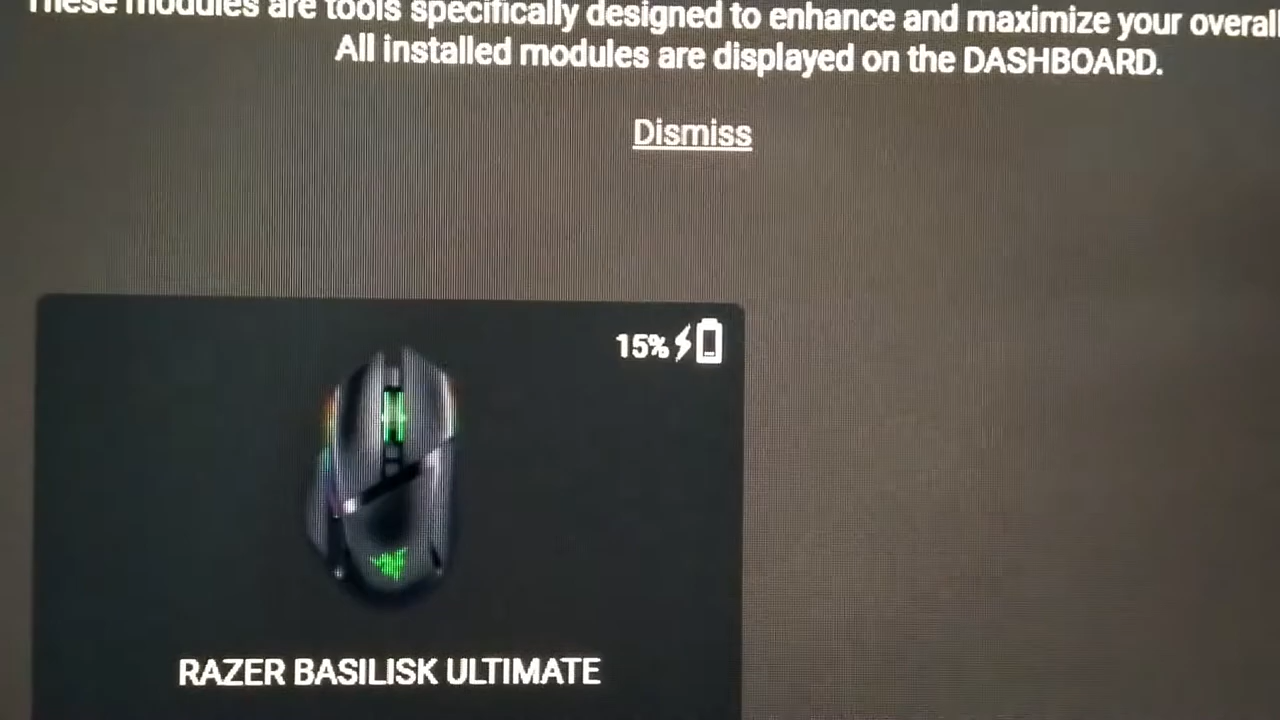 These modules are tools specifically designed to enhance and maximize your overall
All installed modules are displayed on the DASHBOARD.
Dismiss
15%
RAZER BASILISK ULTIMATE